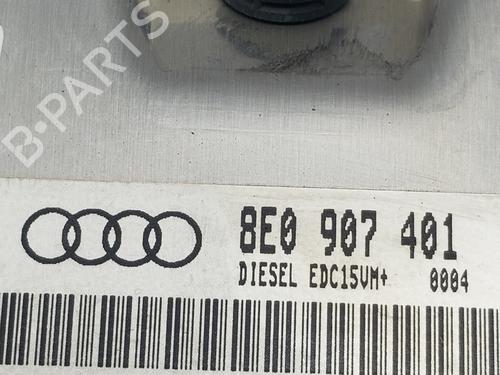 B-PARTS
8E0 907 401
DIESEL EDC15VM+ 0004